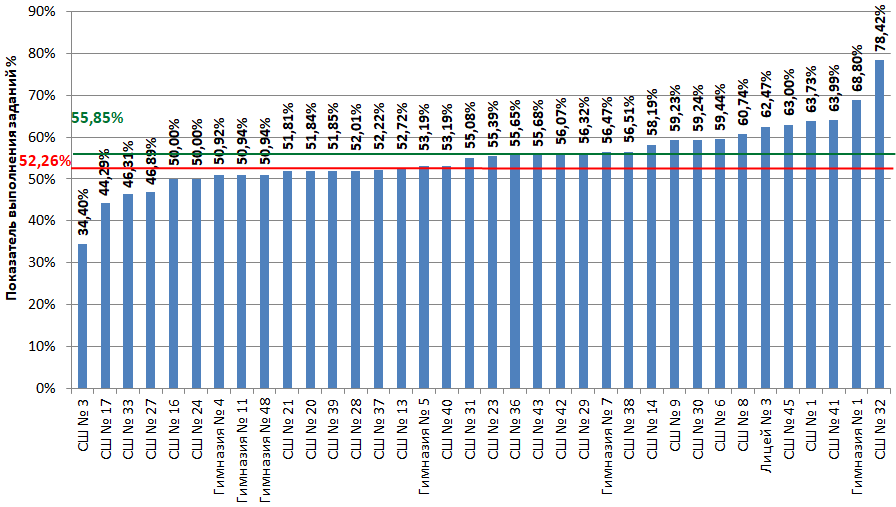 Показатель выполнения заданий %
90%
80%
70%
60%
50%
40%
30%
20%
10%
0%
55,85%
52,26%
34,40%
44,29%
46,31%
46,89%
50,00%
50,00%
50,92%
50,94%
50,94%
51,81%
51,84%
51,85%
52,01%
52,22%
52,72%
53,19%
53,19%
55,08%
55,39%
55,65%
55,68%
56,07%
56,32%
56,47%
56,51%
58,19%
59,23%
59,24%
59,44%
60,74%
62,47%
63,00%
63,73%
63,99%
68,80%
78,42%
СШ № 3
СШ № 17
СШ № 33
СШ № 27
СШ № 16
СШ № 24
Гимназия № 4
Гимназия № 11
Гимназия № 48
СШ № 21
СШ № 20
СШ № 39
СШ № 28
СШ № 37
СШ № 13
Гимназия № 5
СШ № 40
СШ № 31
СШ № 23
СШ № 36
СШ № 43
СШ № 42
СШ № 29
Гимназия № 7
СШ № 38
СШ № 14
СШ № 9
СШ № 30
СШ № 6
СШ № 8
Лицей № 3
СШ № 45
СШ № 1
СШ № 41
Гимназия № 1
СШ № 32